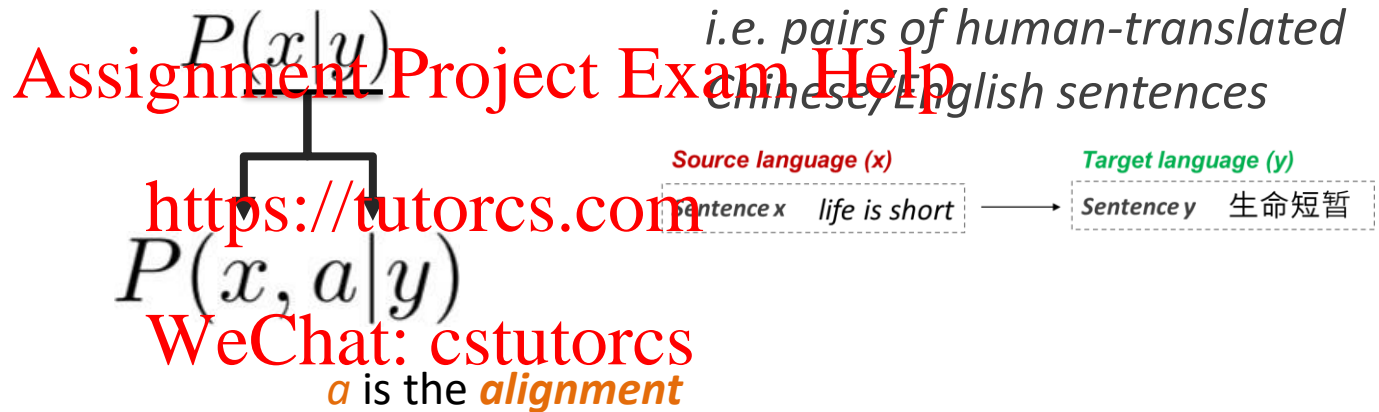 P(x|y)
i.e. pairs of human-translated
Assignment Project Exam Help
Chinese/English sentences
Source language (x)
Target language (y)
https://tutorcs.com
Sentence x life is short
Sentence y 生命短暂
P(x, a|y)
WeChat: cstutorcs
a is the alignment